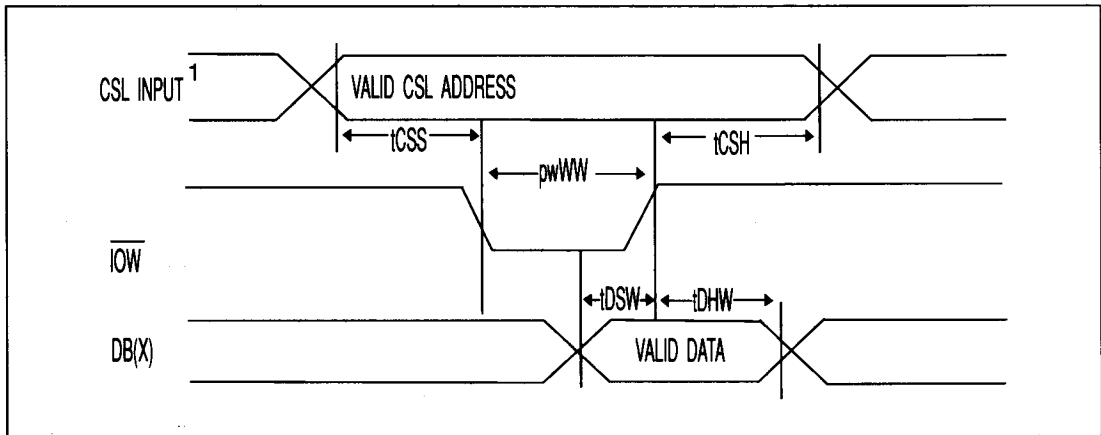 CSL INPUT 1
VALID CSL ADDRESS
tCSS
tCSH
pwWW
IOW
tDSW
tDHW
DB(X)
VALID DATA